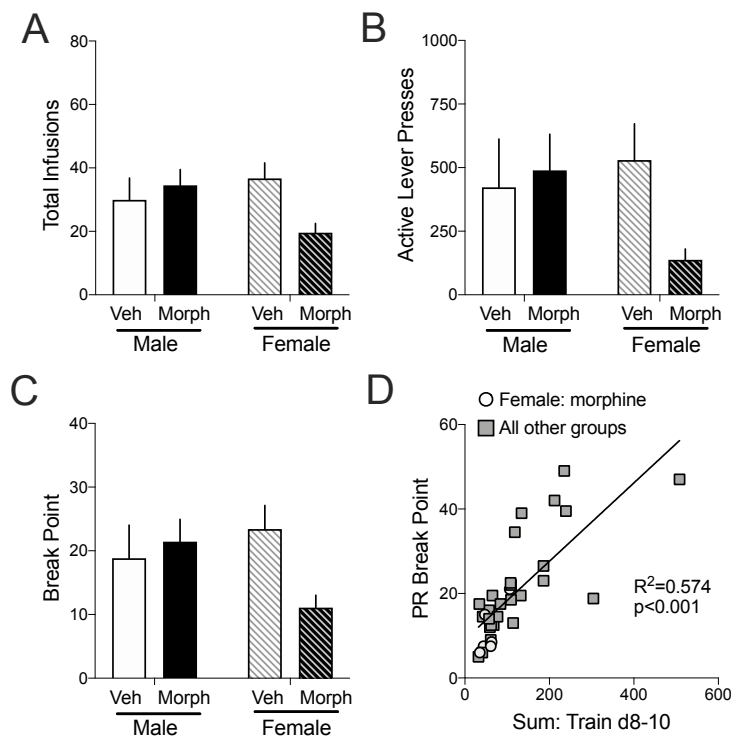 A
Total Infusions
80
60
40
20
0
Veh Morph Veh Morph
Male Female
B
Active Lever Presses
1000
750
500
250
0
Veh Morph Veh Morph
Male Female
C
Break Point
40
30
20
10
0
Veh Morph Veh Morph
Male Female
D
Female: morphine
All other groups
PR Break Point
60
40
20
0
R²=0.574
p<0.001
0 200 400 600
Sum: Train d8-10